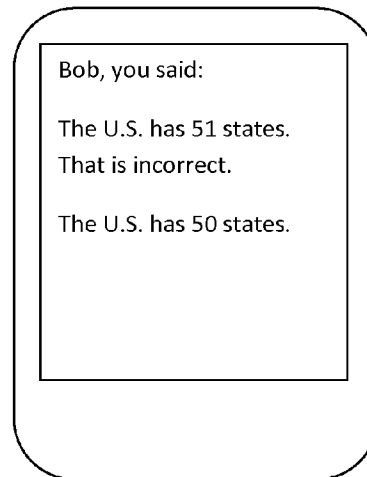 Bob, you said:
The U.S. has 51 states.
That is incorrect.
The U.S. has 50 states.